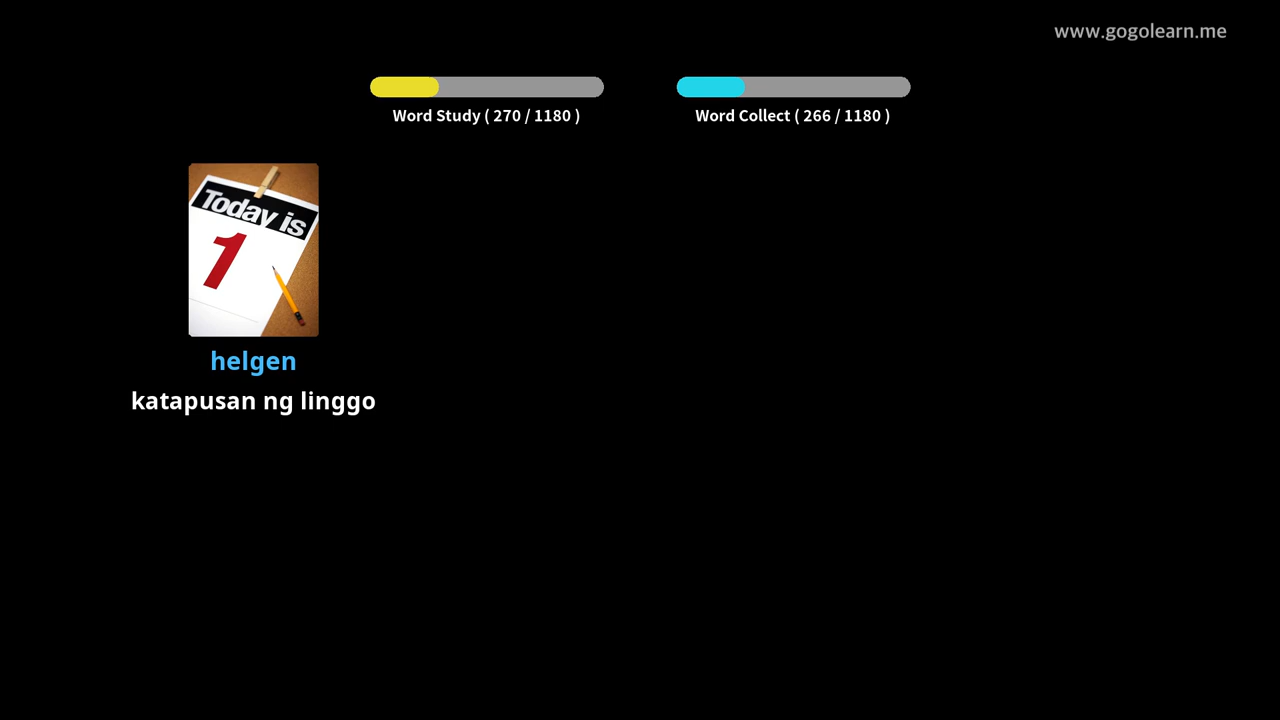 www.gogolearn.me
Word Study ( 270 / 1180 )
Word Collect ( 266 / 1180 )
Today is
1
helgen
katapusan ng linggo